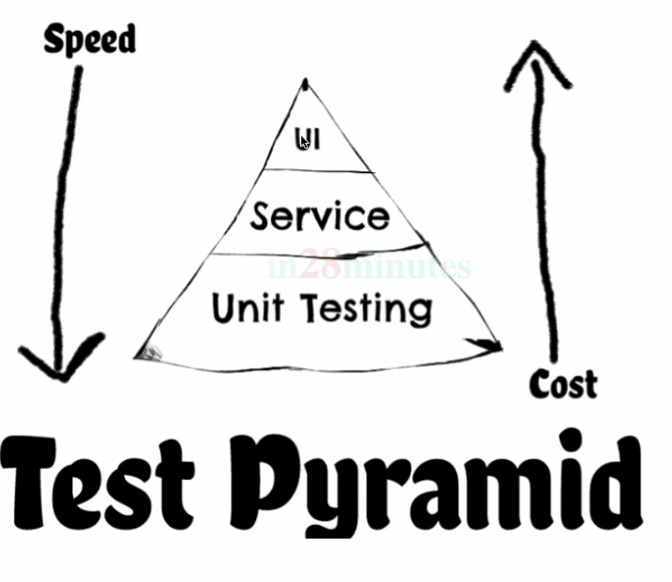 Speed
UI
Service
in28minutes
Unit Testing
Cost
Test Pyramid